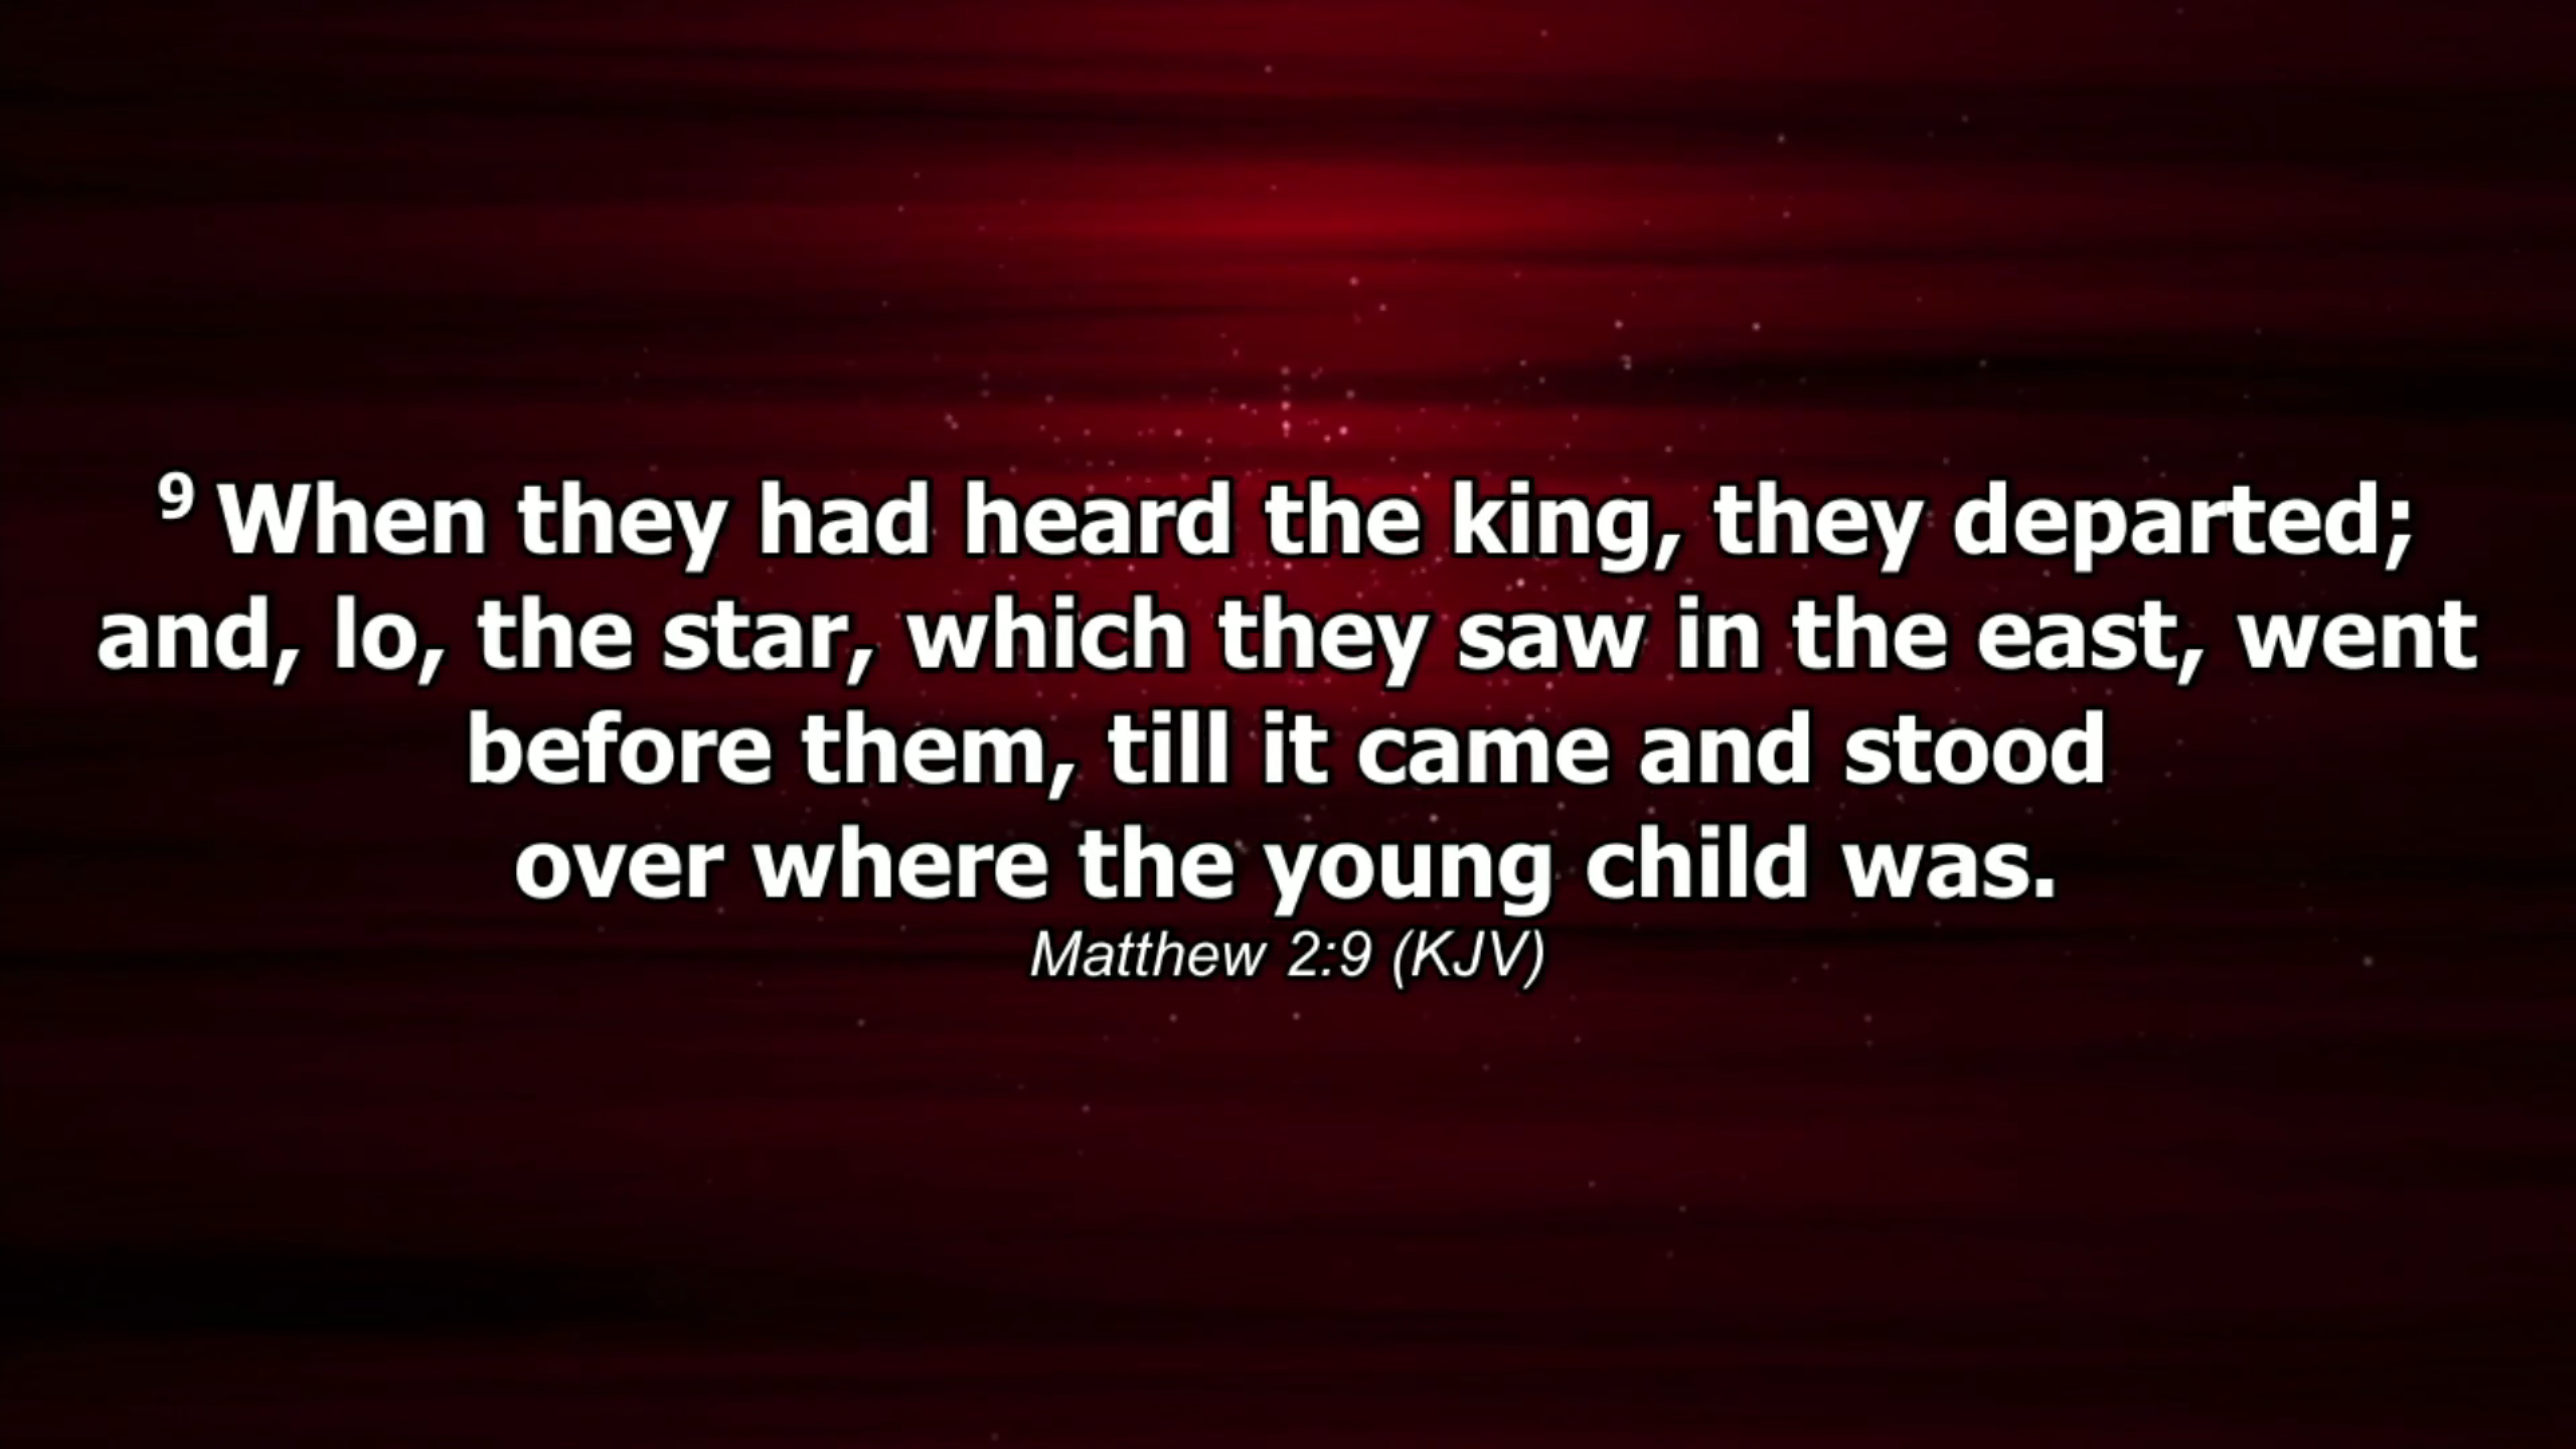 9 When they had heard the king, they departed;
and, lo, the star, which they saw in the east, went
before them, till it came and stood
over where the young child was.
Matthew 2:9 (KJV)